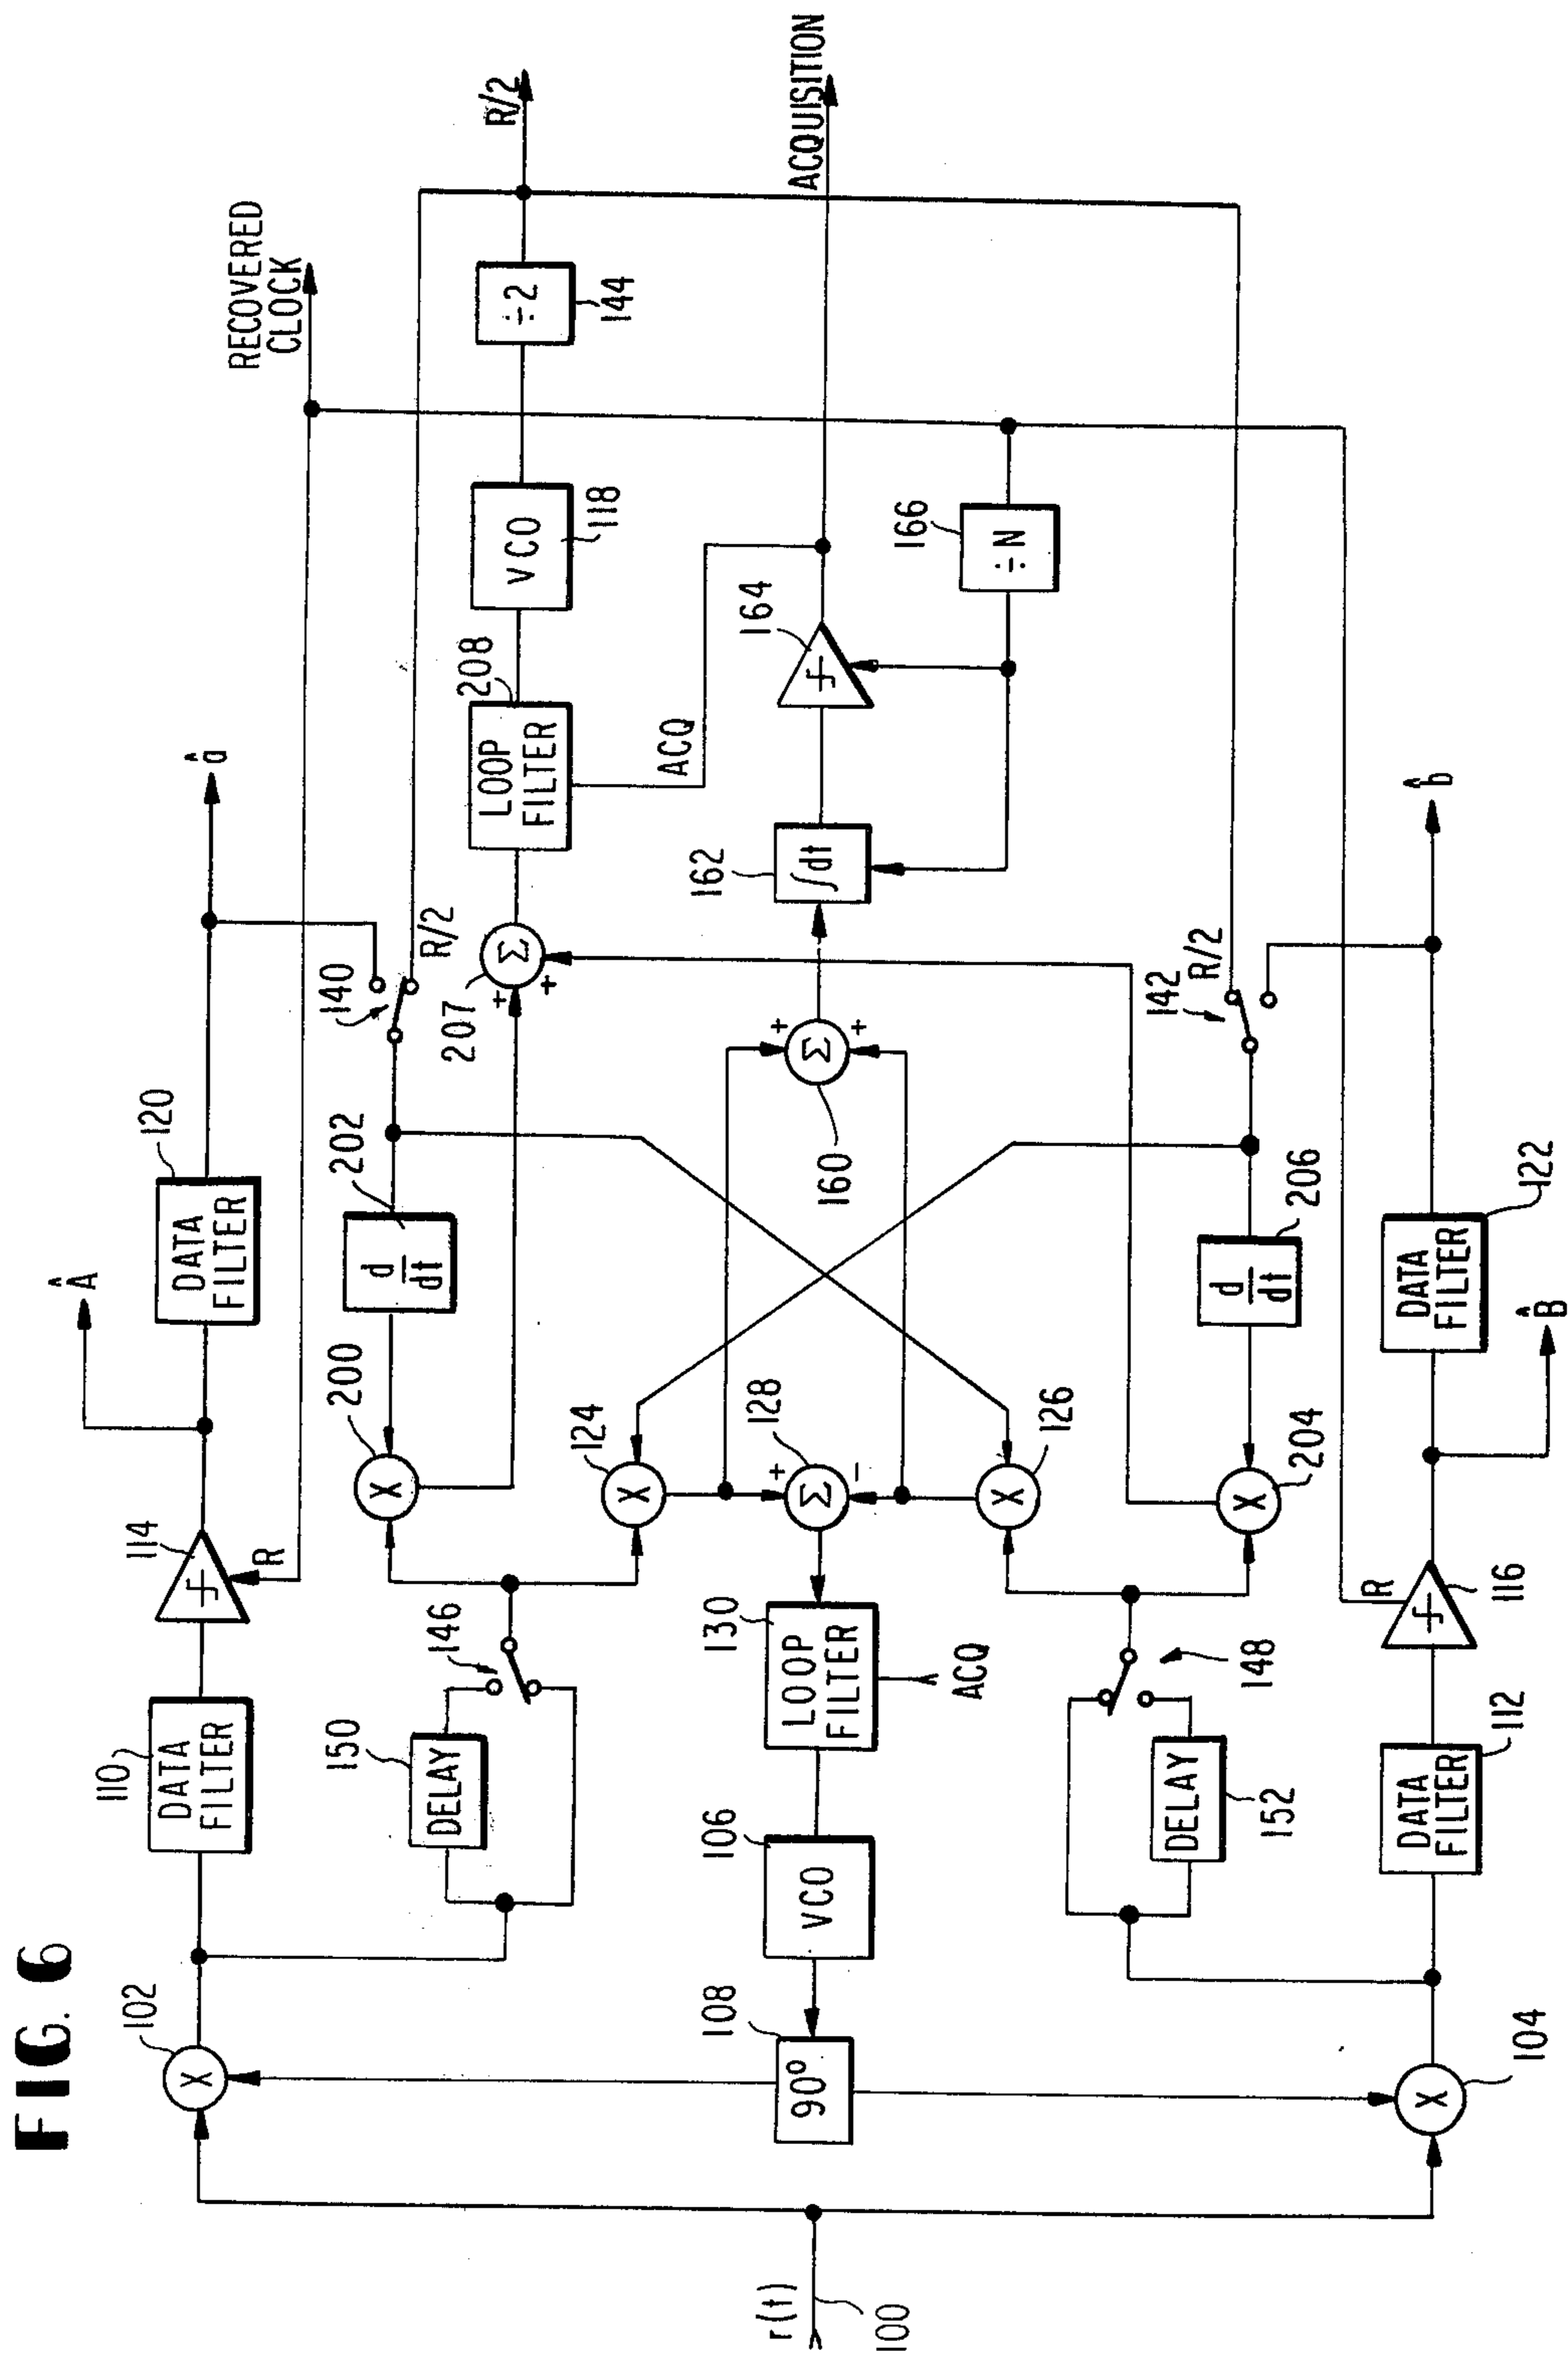 FIG. 6
r(t)
100
102
X
104
X
90°
108
VCO
106
LOOP
FILTER
130
ACQ
DATA
FILTER
110
DATA
FILTER
112
DELAY
150
146
DELAY
152
148
114
R
116
R
Â
B̂
X
200
X
124
Σ
128
+
−
X
126
X
204
DATA
FILTER
120
DATA
FILTER
122
d
dt
202
d
dt
206
Σ
160
+
+
140
R/2
142
R/2
Σ
207
+
+
â
b̂
∫dt
162
LOOP
FILTER
208
ACQ
164
VCO
118
÷N
166
÷2
144
RECOVERED
CLOCK
R/2
ACQUISITION